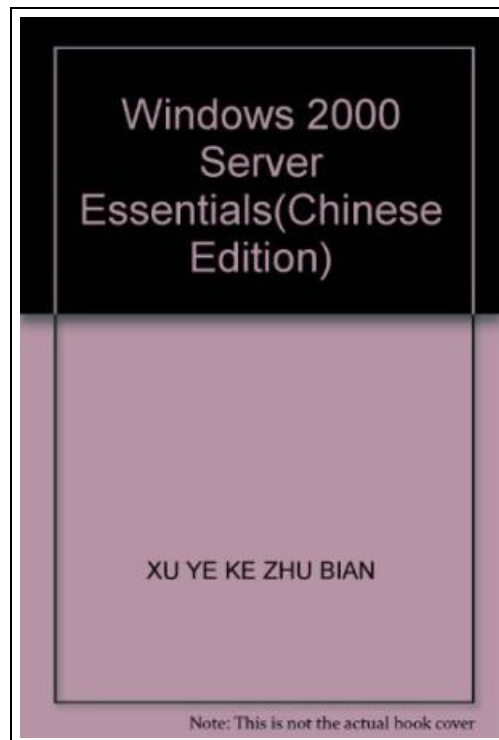 Windows 2000
Server
Essentials(Chinese
Edition)
XU YE KE ZHU BIAN
Note: This is not the actual book cover